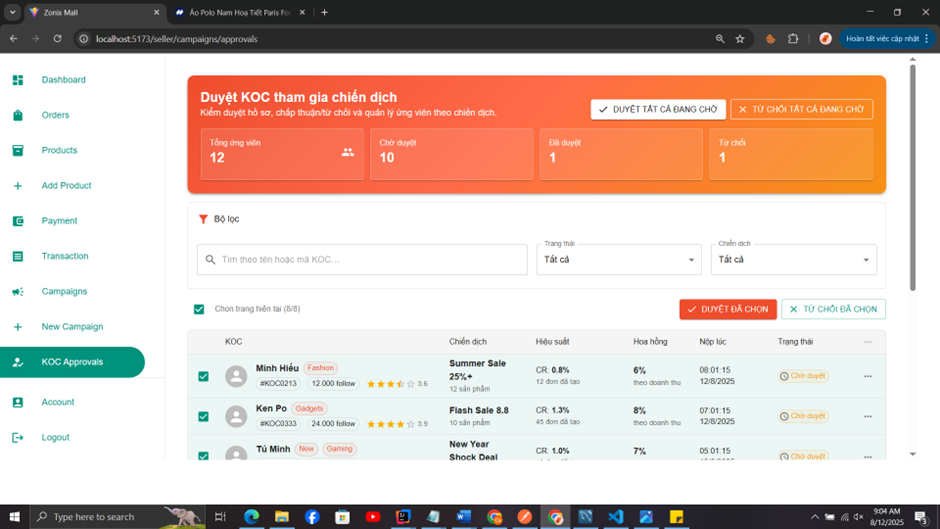 Zonix Mall
Áo Polo Nam Hoạ Tiết Paris For
localhost:5173/seller/campaigns/approvals
Hoàn tất việc cập nhật
Dashboard
Orders
Products
Add Product
Payment
Transaction
Campaigns
New Campaign
KOC Approvals
Account
Logout
Duyệt KOC tham gia chiến dịch
Kiểm duyệt hồ sơ, chấp thuận/từ chối và quản lý ứng viên theo chiến dịch.
DUYỆT TẤT CẢ ĐANG CHỜ
TỪ CHỐI TẤT CẢ ĐANG CHỜ
Tổng ứng viên
12
Chờ duyệt
10
Đã duyệt
1
Từ chối
1
Bộ lọc
Tìm theo tên hoặc mã KOC...
Trạng thái
Tất cả
Chiến dịch
Tất cả
Chọn trang hiện tại (8/8)
DUYỆT ĐÃ CHỌN
TỪ CHỐI ĐÃ CHỌN
KOC Chiến dịch Hiệu suất Hoa hồng Nộp lúc Trạng thái
Minh Hiếu Fashion
#KOC0213 12.000 follow 3.6
Summer Sale
25%+
12 sản phẩm
CR: 0.8%
12 đơn đã tạo
6%
theo doanh thu
08:01:15
12/8/2025
Chờ duyệt
Ken Po Gadgets
#KOC0333 24.000 follow 3.9
Flash Sale 8.8
10 sản phẩm
CR: 1.3%
45 đơn đã tạo
8%
theo doanh thu
07:01:15
12/8/2025
Chờ duyệt
Tú Minh New Gaming
New Year
Shock Deal
CR: 1.0%
7%
05:01:15
Chờ duyệt
Type here to search
9:04 AM
8/12/2025
3